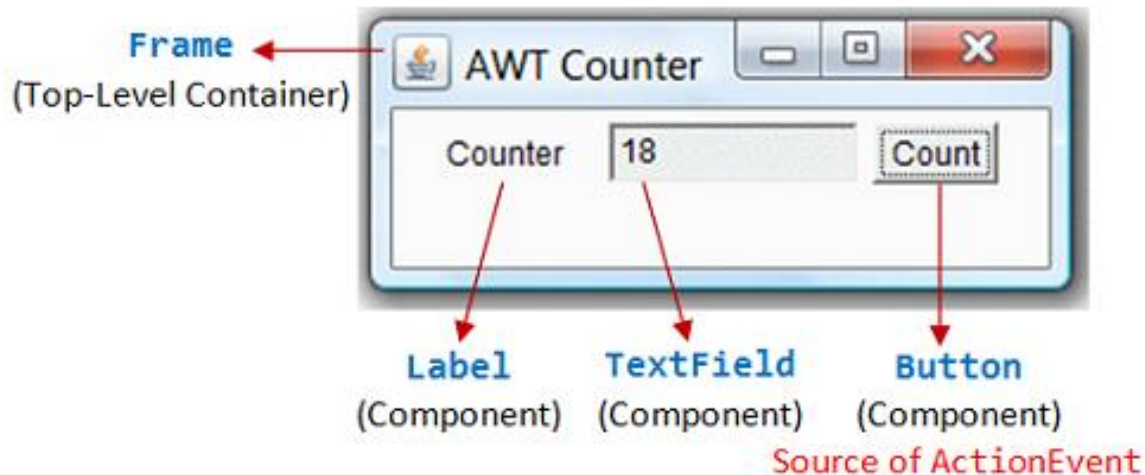 Frame
(Top-Level Container)
AWT Counter
Counter
18
Count
Label
(Component)
TextField
(Component)
Button
(Component)
Source of ActionEvent